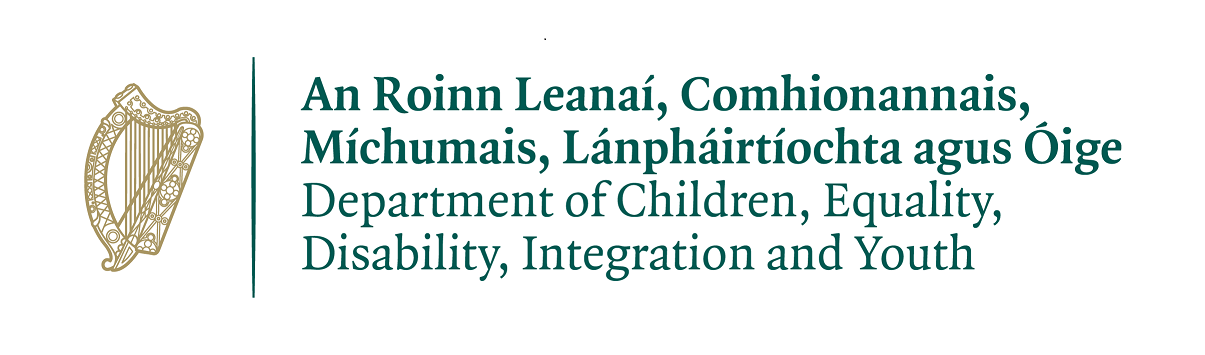 An Roinn Leanaí, Comhionannais,
Míchumais, Lánpháirtíochta agus Óige
Department of Children, Equality,
Disability, Integration and Youth